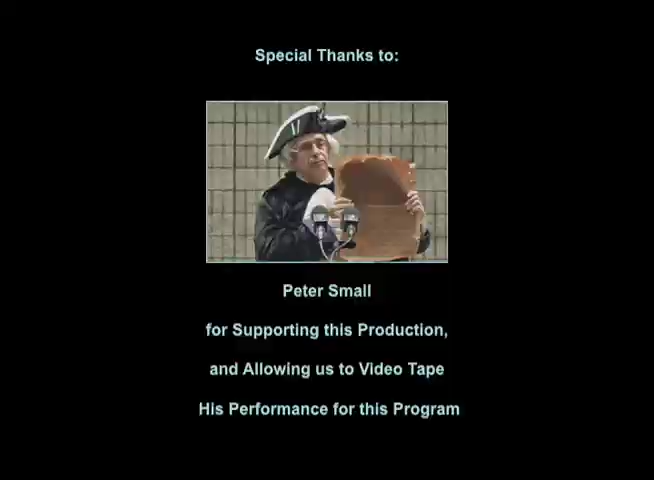 Special Thanks to:
Peter Small
for Supporting this Production,
and Allowing us to Video Tape
His Performance for this Program